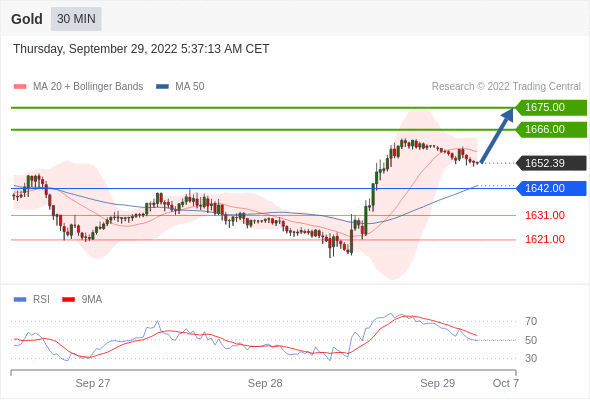 Gold 30 MIN
Thursday, September 29, 2022 5:37:13 AM CET
MA 20 + Bollinger Bands MA 50 Research © 2022 Trading Central
1675.00
1666.00
1652.39
1642.00
1631.00
1621.00
RSI 9MA
70
50
30
Sep 27 Sep 28 Sep 29 Oct 7